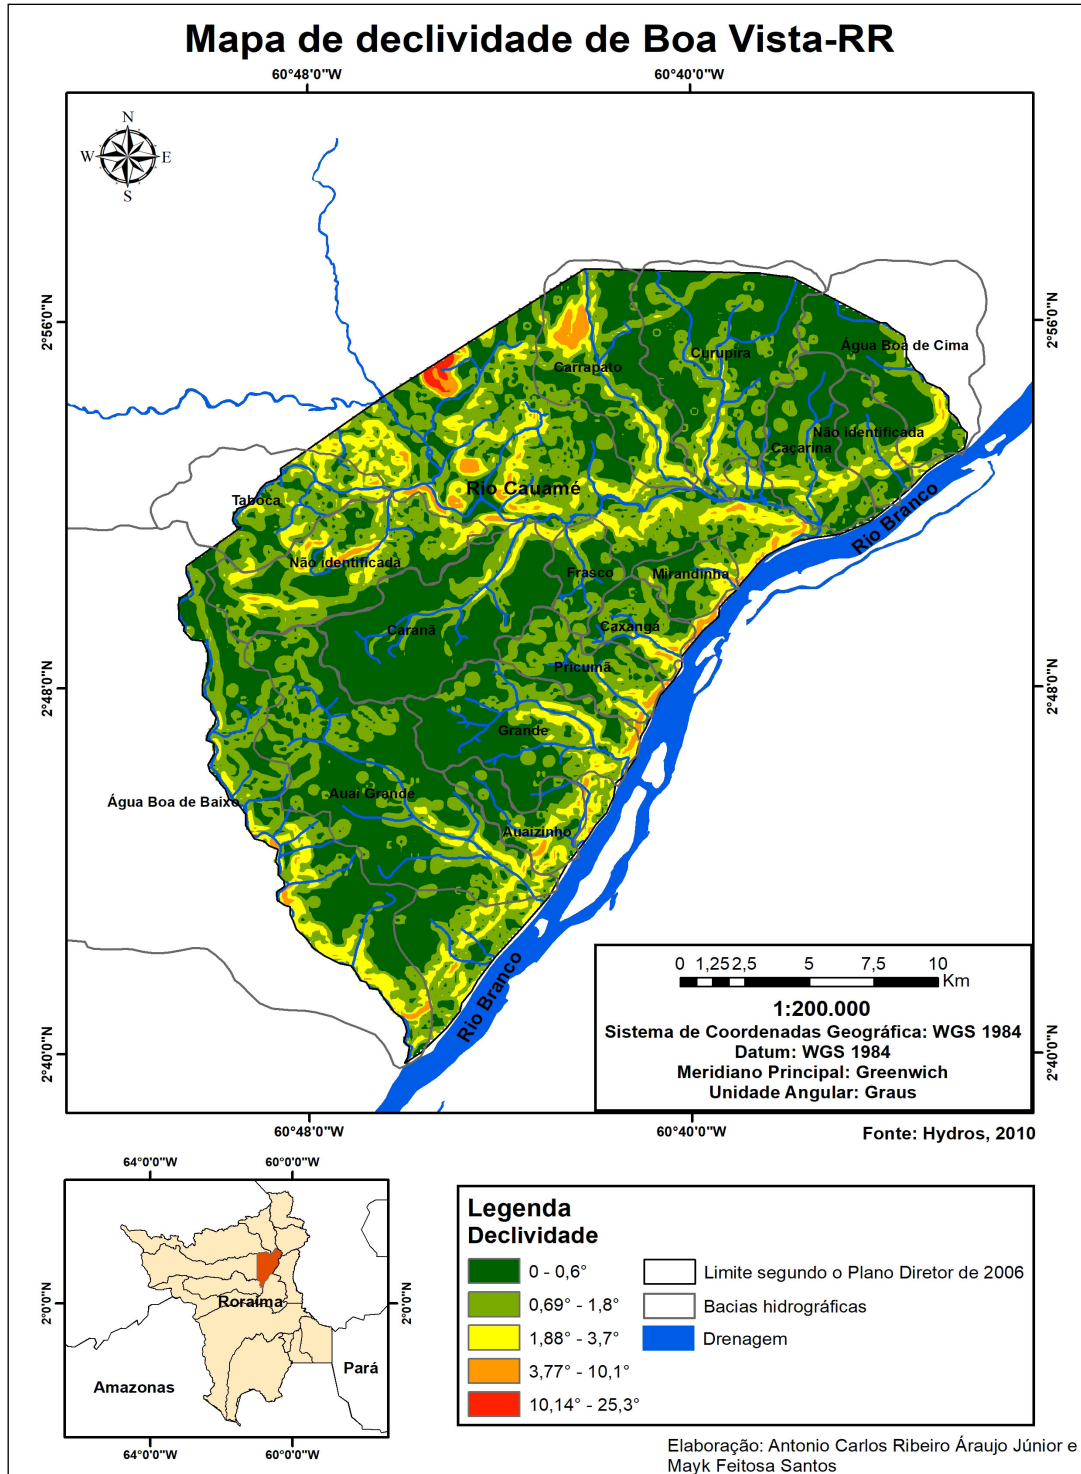 Mapa de declividade de Boa Vista-RR
60°48'0"W
60°40'0"W
N
W
E
S
2°56'0"N
2°56'0"N
Carrapato
Curupira
Água Boa de Cima
Não identificada
Caçarina
Rio Cauamé
Taboca
Rio Branco
Não identificada
Frasco
Mirandinha
Caranã
Caxangá
Pricumã
2°48'0"N
2°48'0"N
Grande
Água Boa de Baixo
Auai Grande
Auaizinho
Rio Branco
2°40'0"N
2°40'0"N
0 1,25 2,5 5 7,5 10
Km
1:200.000
Sistema de Coordenadas Geográfica: WGS 1984
Datum: WGS 1984
Meridiano Principal: Greenwich
Unidade Angular: Graus
60°48'0"W
60°40'0"W
Fonte: Hydros, 2010
64°0'0"W
60°0'0"W
2°0'0"N
2°0'0"N
Roraima
Pará
Amazonas
64°0'0"W
60°0'0"W
Legenda
Declividade
0 - 0,6°
0,69° - 1,8°
1,88° - 3,7°
3,77° - 10,1°
10,14° - 25,3°
Limite segundo o Plano Diretor de 2006
Bacias hidrográficas
Drenagem
Elaboração: Antonio Carlos Ribeiro Áraujo Júnior e
Mayk Feitosa Santos